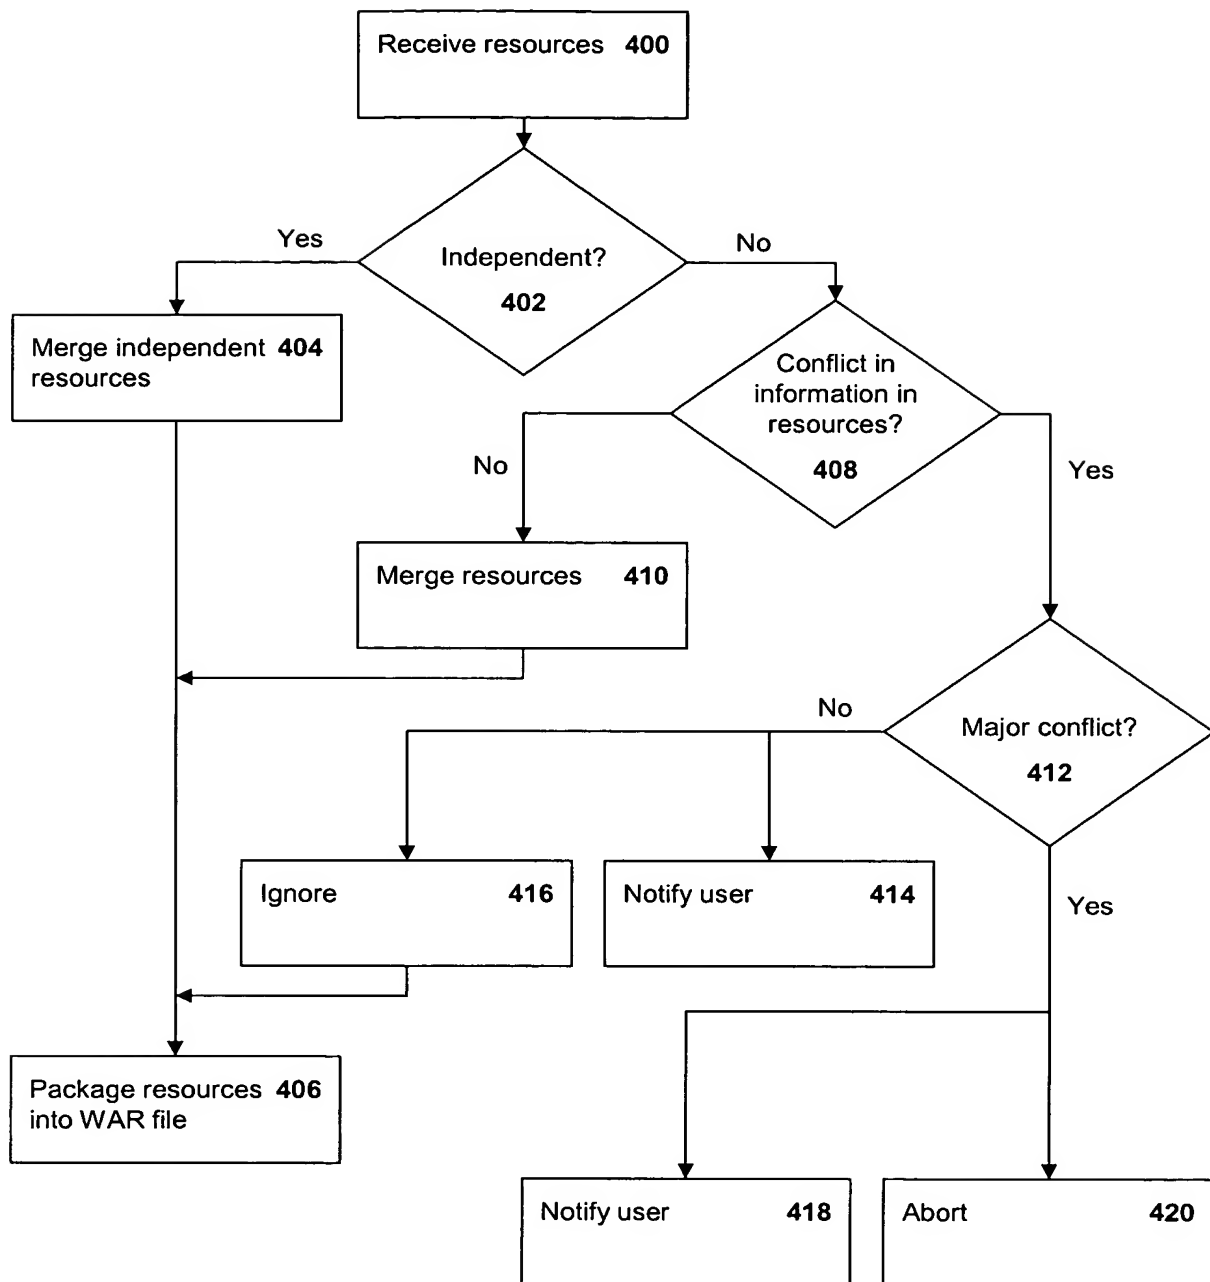 Receive resources 400
Independent?
402
Yes
No
Merge independent 404
resources
Conflict in
information in
resources?
408
No
Yes
Merge resources 410
Major conflict?
412
No
Yes
Ignore 416
Notify user 414
Package resources 406
into WAR file
Notify user 418
Abort 420